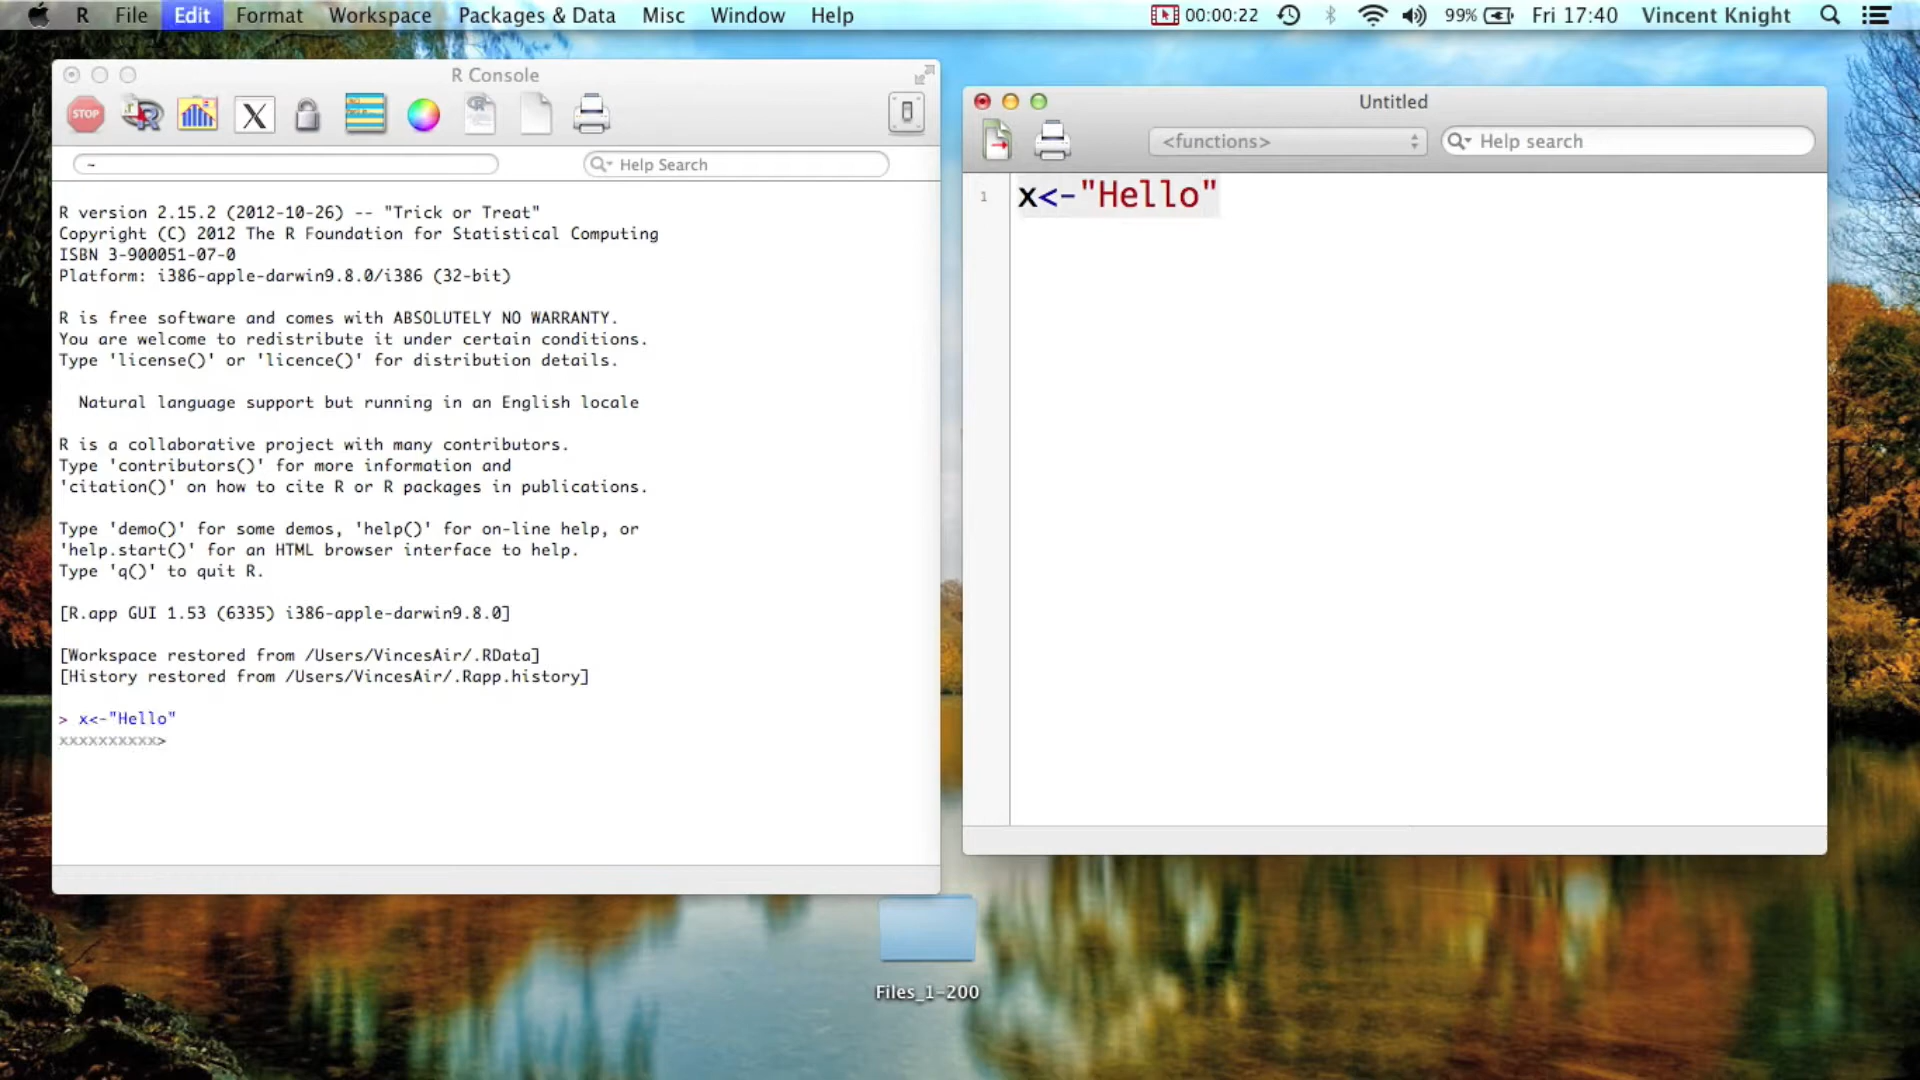 R File Edit Format Workspace Packages & Data Misc Window Help 00:00:22 99% Fri 17:40 Vincent Knight
R Console
STOP
~
Help Search
R version 2.15.2 (2012-10-26) -- "Trick or Treat"
Copyright (C) 2012 The R Foundation for Statistical Computing
ISBN 3-900051-07-0
Platform: i386-apple-darwin9.8.0/i386 (32-bit)
R is free software and comes with ABSOLUTELY NO WARRANTY.
You are welcome to redistribute it under certain conditions.
Type 'license()' or 'licence()' for distribution details.
Natural language support but running in an English locale
R is a collaborative project with many contributors.
Type 'contributors()' for more information and
'citation()' on how to cite R or R packages in publications.
Type 'demo()' for some demos, 'help()' for on-line help, or
'help.start()' for an HTML browser interface to help.
Type 'q()' to quit R.
[R.app GUI 1.53 (6335) i386-apple-darwin9.8.0]
[Workspace restored from /Users/VincesAir/.RData]
[History restored from /Users/VincesAir/.Rapp.history]
> x<-"Hello"
xxxxxxxxxx>
Untitled
<functions>
Help search
1 x<-"Hello"
Files_1-200